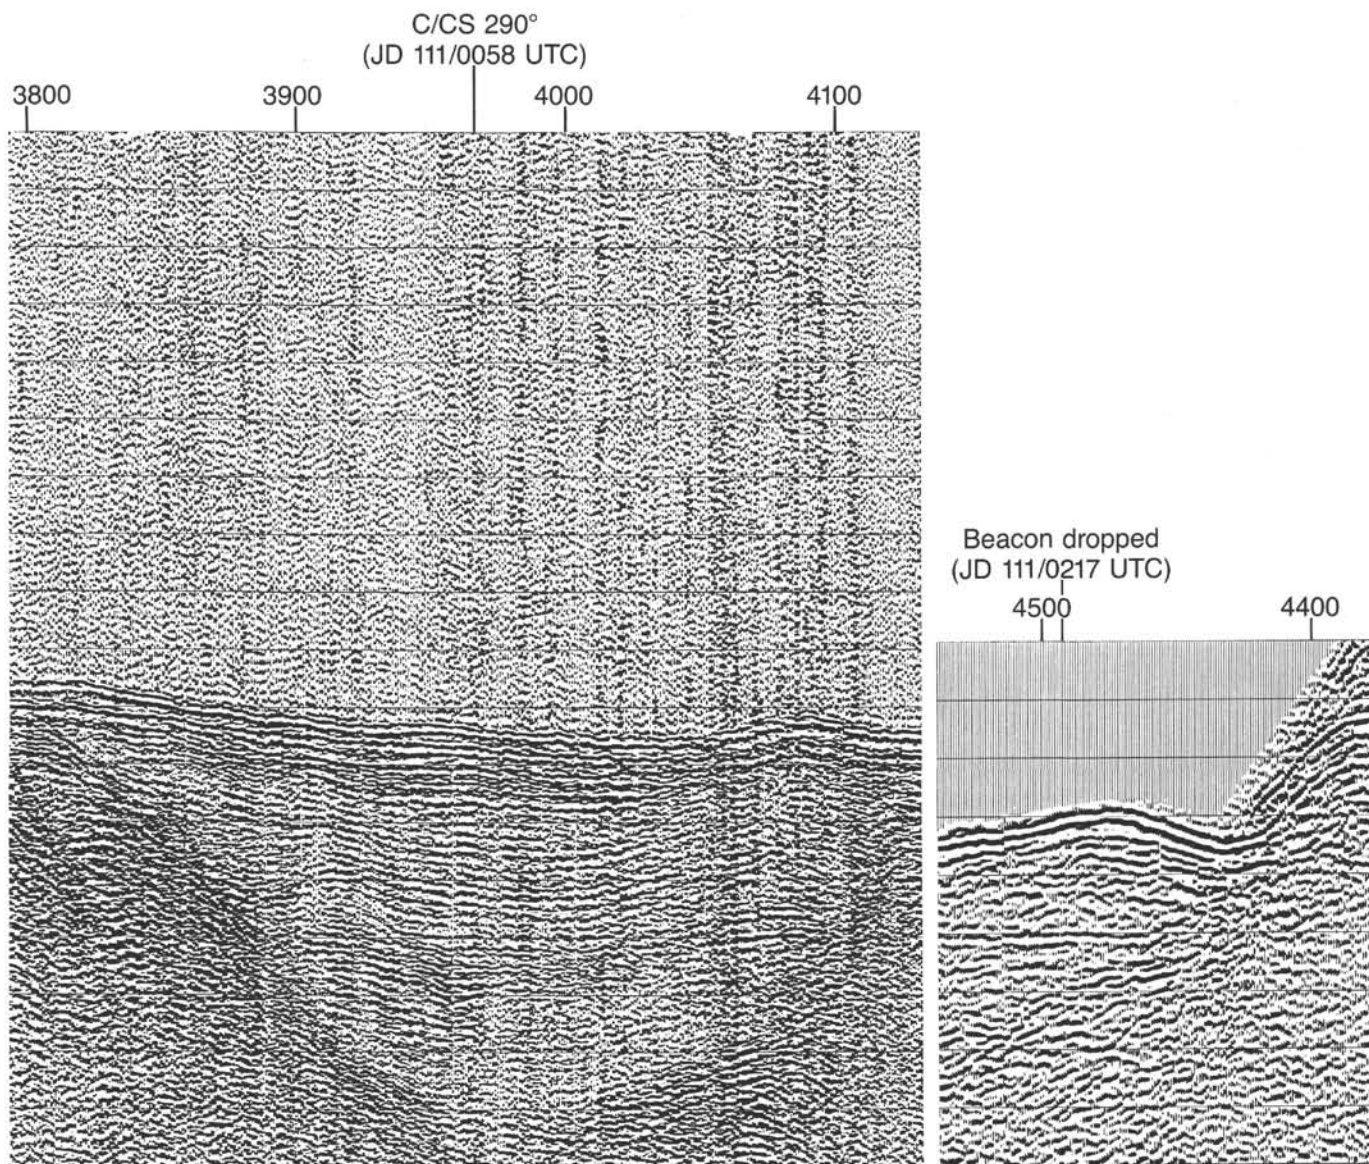 C/CS 290°
(JD 111/0058 UTC)
3800 3900 4000 4100
Beacon dropped
(JD 111/0217 UTC)
4500 4400